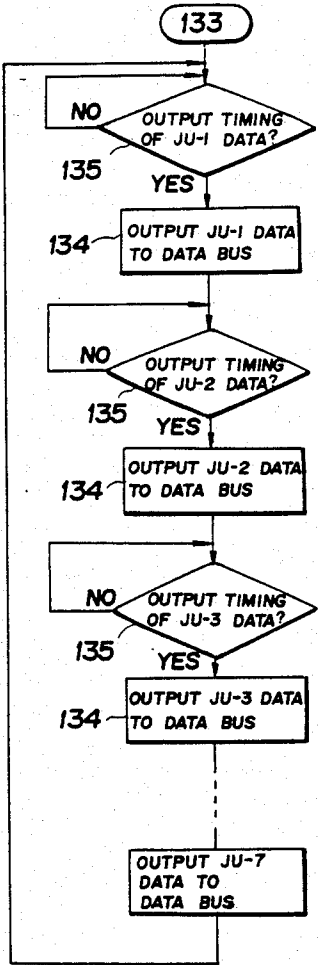 133
NO
OUTPUT TIMING
OF JU-1 DATA?
135
YES
134
OUTPUT JU-1 DATA
TO DATA BUS
NO
OUTPUT TIMING
OF JU-2 DATA?
135
YES
134
OUTPUT JU-2 DATA
TO DATA BUS
NO
OUTPUT TIMING
OF JU-3 DATA?
135
YES
134
OUTPUT JU-3 DATA
TO DATA BUS
OUTPUT JU-7
DATA TO
DATA BUS